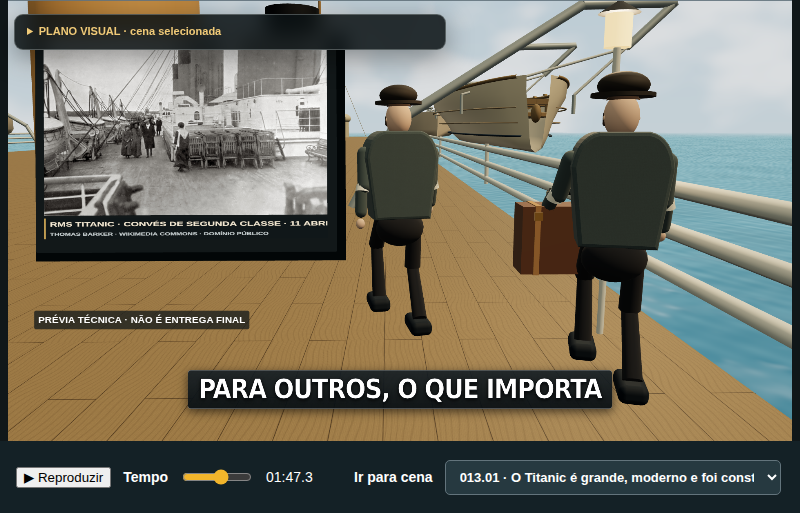 PLANO VISUAL · cena selecionada
RMS TITANIC · CONVÉS DE SEGUNDA CLASSE · 11 ABRI
THOMAS BARKER · WIKIMEDIA COMMONS · DOMÍNIO PÚBLICO
PRÉVIA TÉCNICA · NÃO É ENTREGA FINAL
PARA OUTROS, O QUE IMPORTA
▶ Reproduzir Tempo 01:47.3 Ir para cena 013.01 · O Titanic é grande, moderno e foi const